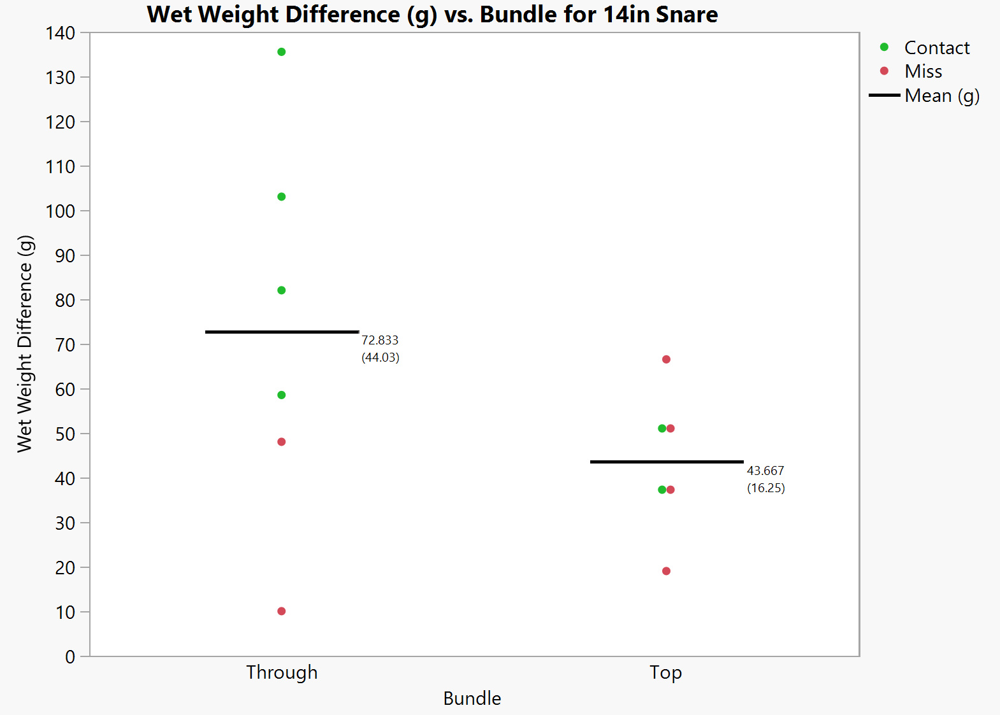 Wet Weight Difference (g) vs. Bundle for 14in Snare
Contact
Miss
Mean (g)
Wet Weight Difference (g)
140
130
120
110
100
90
80
70
60
50
40
30
20
10
0
72.833
(44.03)
43.667
(16.25)
Through
Top
Bundle